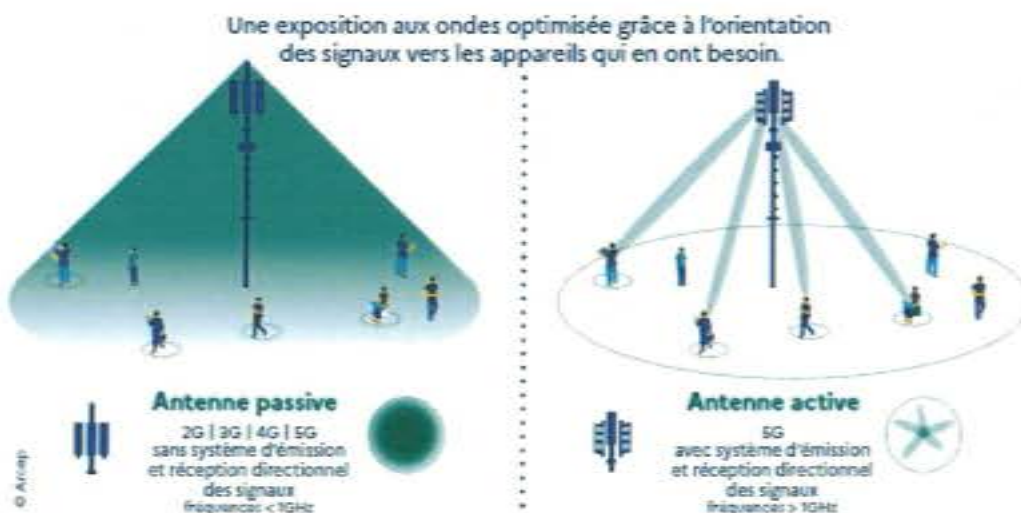 Une exposition aux ondes optimisée grâce à l'orientation
des signaux vers les appareils qui en ont besoin.
Antenne passive
2G | 3G | 4G | 5G
sans système d'émission
et réception directionnel
des signaux
fréquences < 1GHz
Antenne active
5G
avec système d'émission
et réception directionnel
des signaux
fréquences > 1GHz
© Arcep